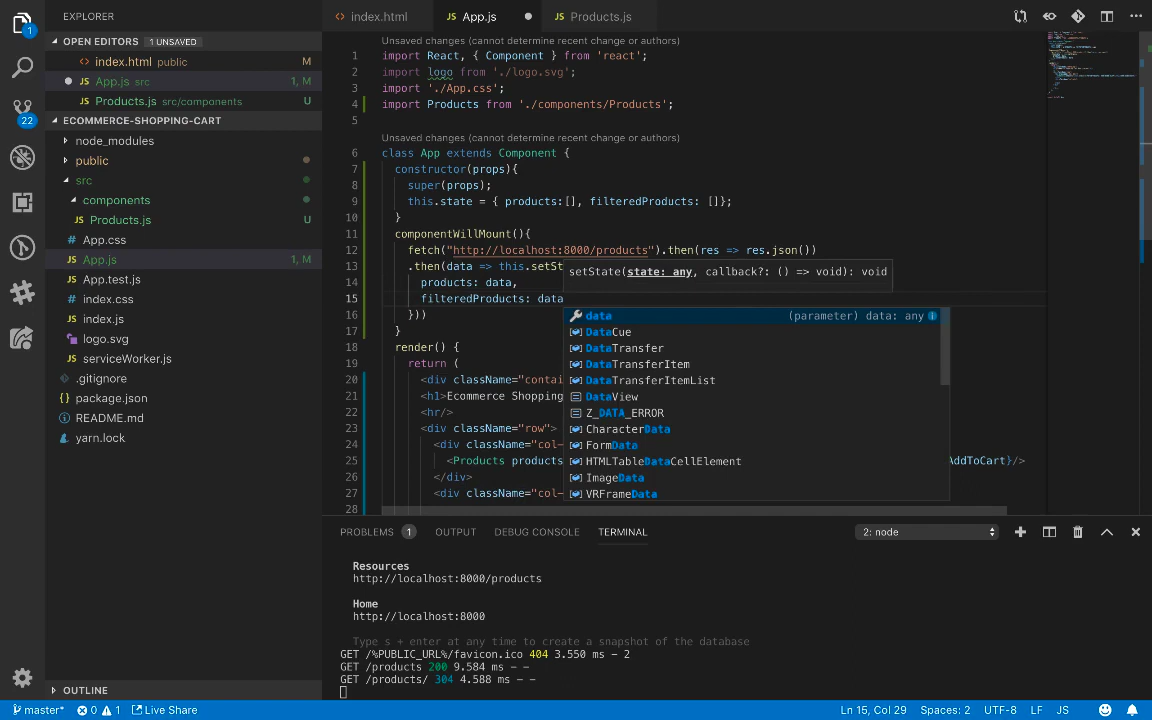 EXPLORER
index.html
JS App.js
JS Products.js
OPEN EDITORS 1 UNSAVED
<> index.html public M
JS App.js src 1, M
JS Products.js src/components U
ECOMMERCE-SHOPPING-CART
node_modules
public
src
components
JS Products.js U
<> App.css
JS App.js 1, M
JS App.test.js
index.css
JS index.js
logo.svg
JS serviceWorker.js
.gitignore
{} package.json
README.md
yarn.lock
OUTLINE
1
22
Unsaved changes (cannot determine recent change or authors)
1 import React, { Component } from 'react';
2 import logo from './logo.svg';
3 import './App.css';
4 import Products from './components/Products';
5
Unsaved changes (cannot determine recent change or authors)
6 class App extends Component {
7 constructor(props){
8 super(props);
9 this.state = { products:[], filteredProducts: []};
10 }
11 componentWillMount(){
12 fetch("http://localhost:8000/products").then(res => res.json())
13 .then(data => this.setSt
14 products: data,
15 filteredProducts: data
16 }))
17 }
18 render() {
19 return (
20 <div className="contai
21 <h1>Ecommerce Shopping
22 <hr/>
23 <div className="row">
24 <div className="col-
25 <Products products AddToCart}/>
26 </div>
27 <div className="col-
28
setState(state: any, callback?: () => void): void
data (parameter) data: any
DataCue
DataTransfer
DataTransferItem
DataTransferItemList
DataView
Z_DATA_ERROR
CharacterData
FormData
HTMLTableDataCellElement
ImageData
VRFrameData
PROBLEMS 1 OUTPUT DEBUG CONSOLE TERMINAL 2: node
Resources
http://localhost:8000/products
Home
http://localhost:8000
Type s + enter at any time to create a snapshot of the database
GET /%PUBLIC_URL%/favicon.ico 404 3.550 ms - 2
GET /products 200 9.584 ms - -
GET /products/ 304 4.588 ms - -
master* 0 1 Live Share Ln 15, Col 29 Spaces: 2 UTF-8 LF JS